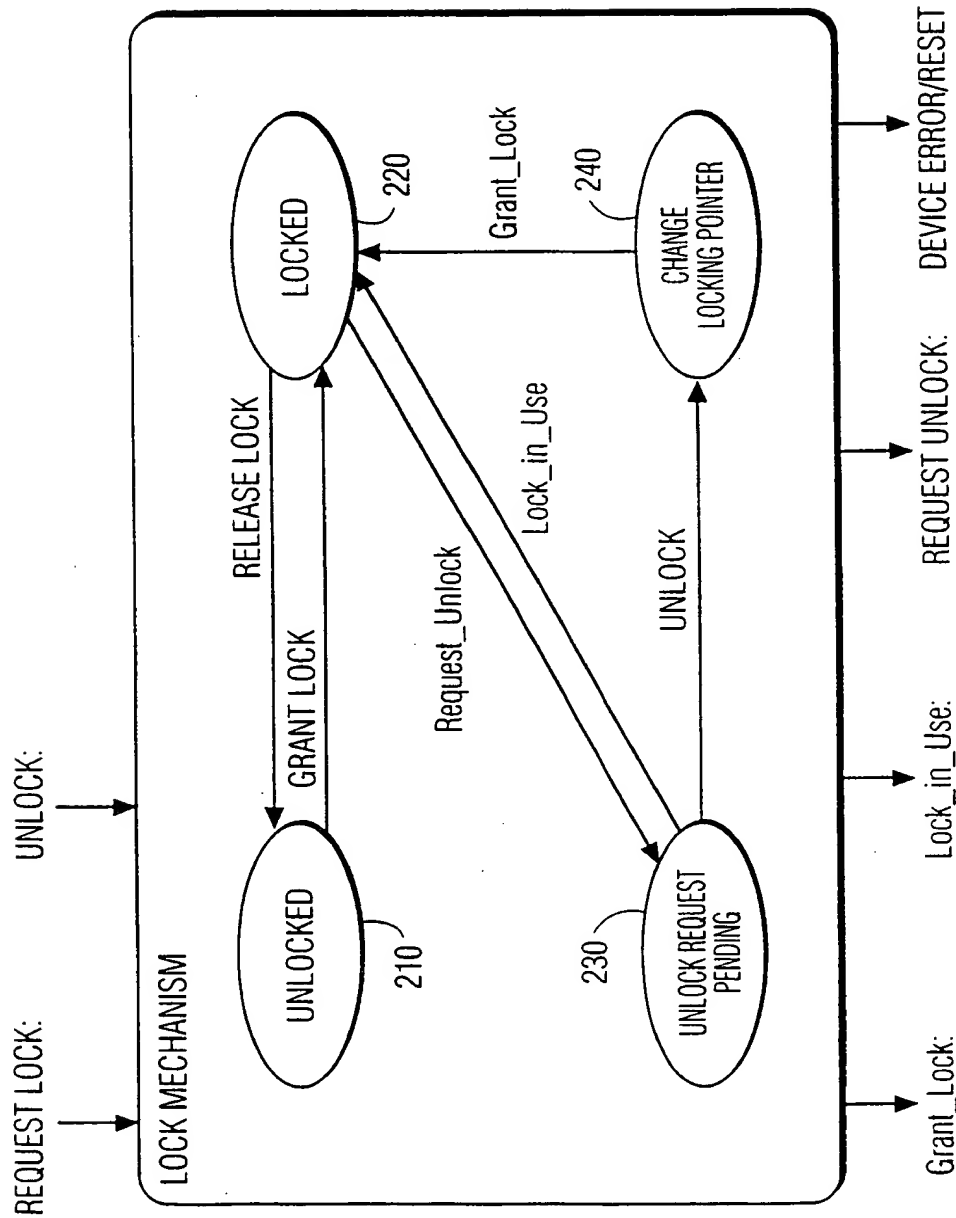 REQUEST LOCK:
UNLOCK:
LOCK MECHANISM
UNLOCKED
210
RELEASE LOCK
GRANT LOCK
LOCKED
220
Request_Unlock
Lock_in_Use
Grant_Lock
230
UNLOCK REQUEST
PENDING
UNLOCK
240
CHANGE
LOCKING POINTER
Grant_Lock:
Lock_in_Use:
REQUEST UNLOCK:
DEVICE ERROR/RESET